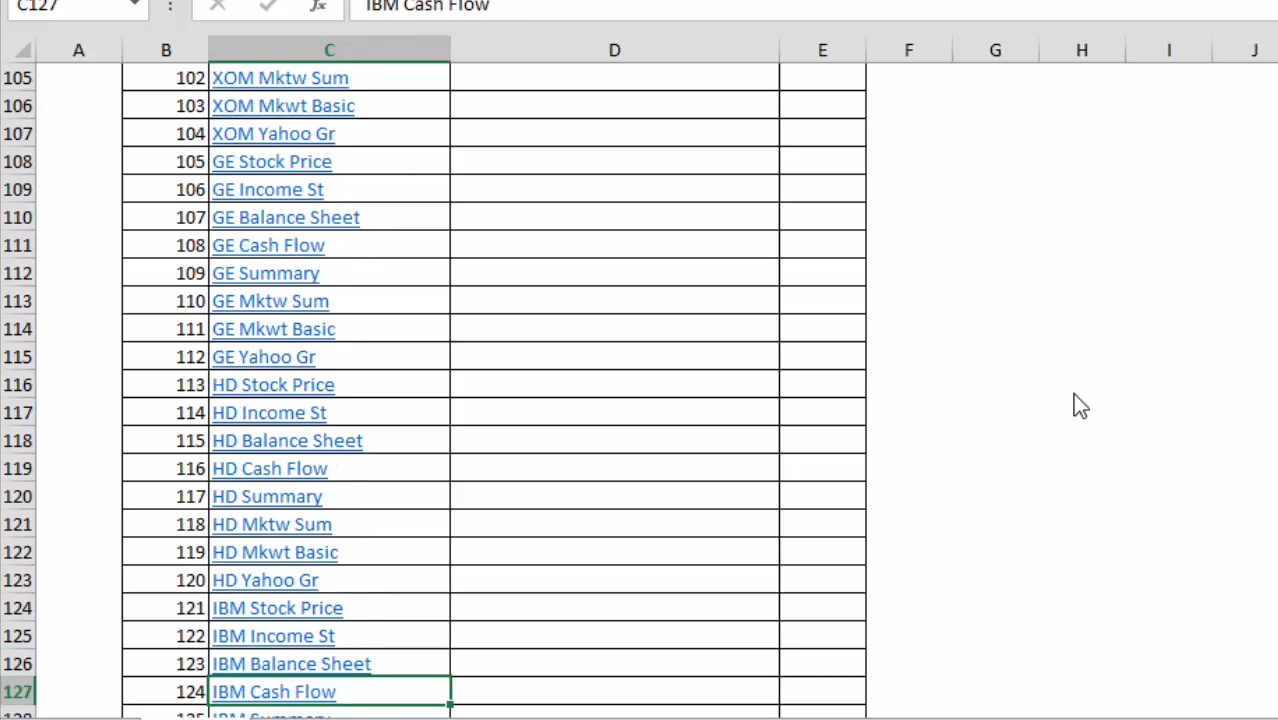 C127 fx IBM Cash Flow
A B C D E F G H I J
105 102 XOM Mktw Sum
106 103 XOM Mkwt Basic
107 104 XOM Yahoo Gr
108 105 GE Stock Price
109 106 GE Income St
110 107 GE Balance Sheet
111 108 GE Cash Flow
112 109 GE Summary
113 110 GE Mktw Sum
114 111 GE Mkwt Basic
115 112 GE Yahoo Gr
116 113 HD Stock Price
117 114 HD Income St
118 115 HD Balance Sheet
119 116 HD Cash Flow
120 117 HD Summary
121 118 HD Mktw Sum
122 119 HD Mkwt Basic
123 120 HD Yahoo Gr
124 121 IBM Stock Price
125 122 IBM Income St
126 123 IBM Balance Sheet
127 124 IBM Cash Flow
128 125 IBM Summary